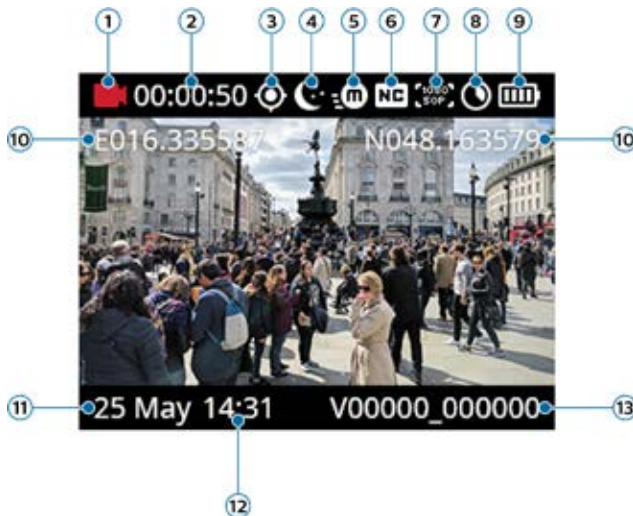 1 2 3 4 5 6 7 8 9
00:00:50 m NC 1080 50P
10 E016.335587 N048.163579 10
11 25 May 14:31 V00000_000000 13
12